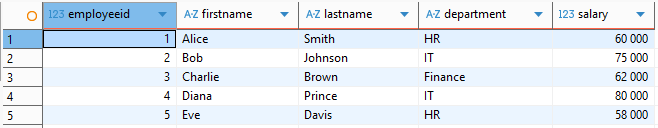 123 employeeid A-Z firstname A-Z lastname A-Z department 123 salary
1 1 Alice Smith HR 60 000
2 2 Bob Johnson IT 75 000
3 3 Charlie Brown Finance 62 000
4 4 Diana Prince IT 80 000
5 5 Eve Davis HR 58 000